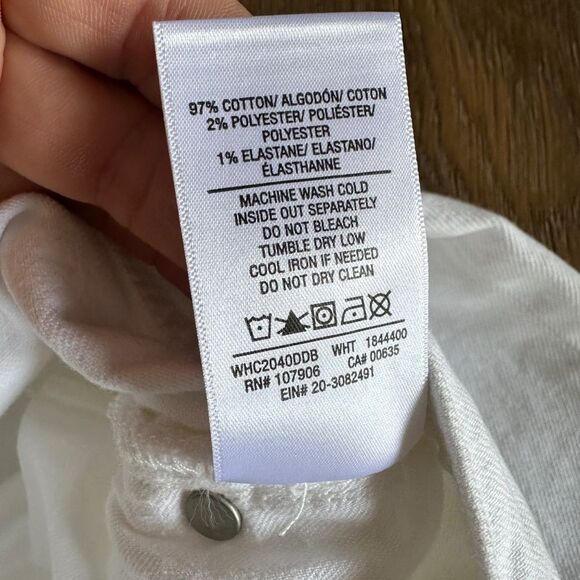 97% COTTON/ ALGODÓN/ COTON
2% POLYESTER/ POLIÉSTER/
POLYESTER
1% ELASTANE/ ELASTANO/
ÉLASTHANNE
MACHINE WASH COLD
INSIDE OUT SEPARATELY
DO NOT BLEACH
TUMBLE DRY LOW
COOL IRON IF NEEDED
DO NOT DRY CLEAN
WHC2040DDB WHT 1844400
RN# 107906 CA# 00635
EIN# 20-3082491